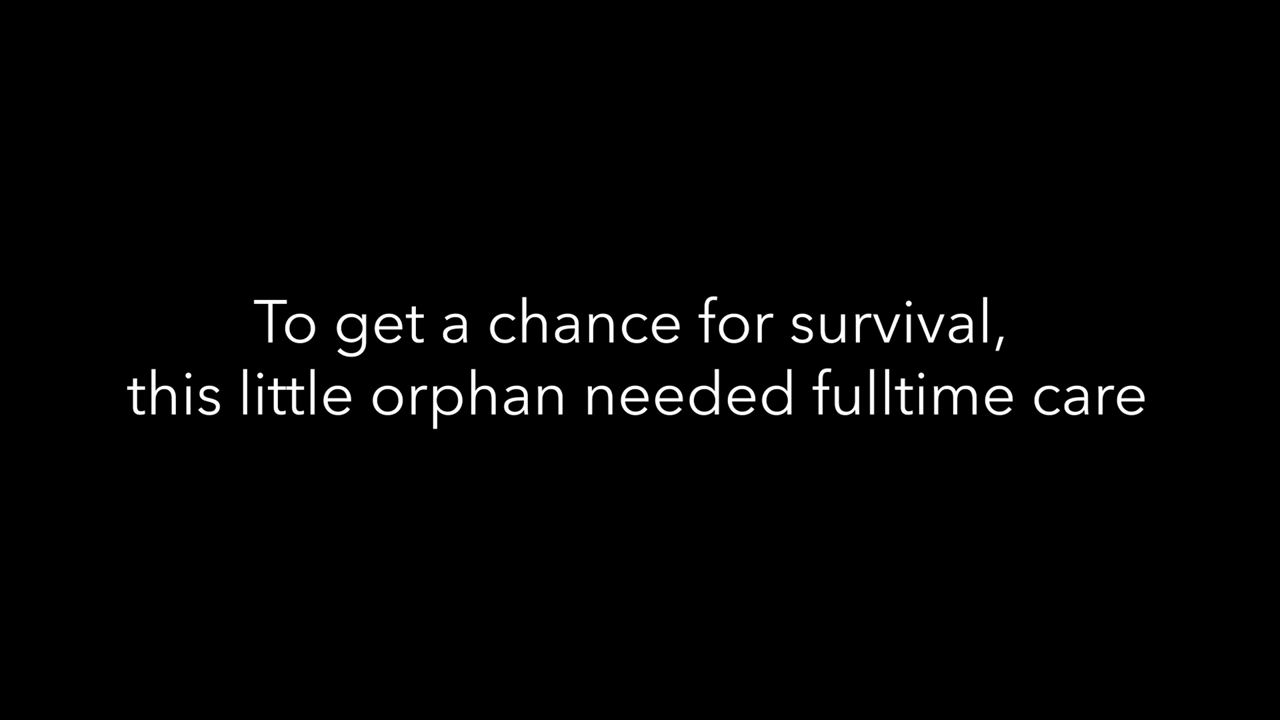 To get a chance for survival,
this little orphan needed fulltime care